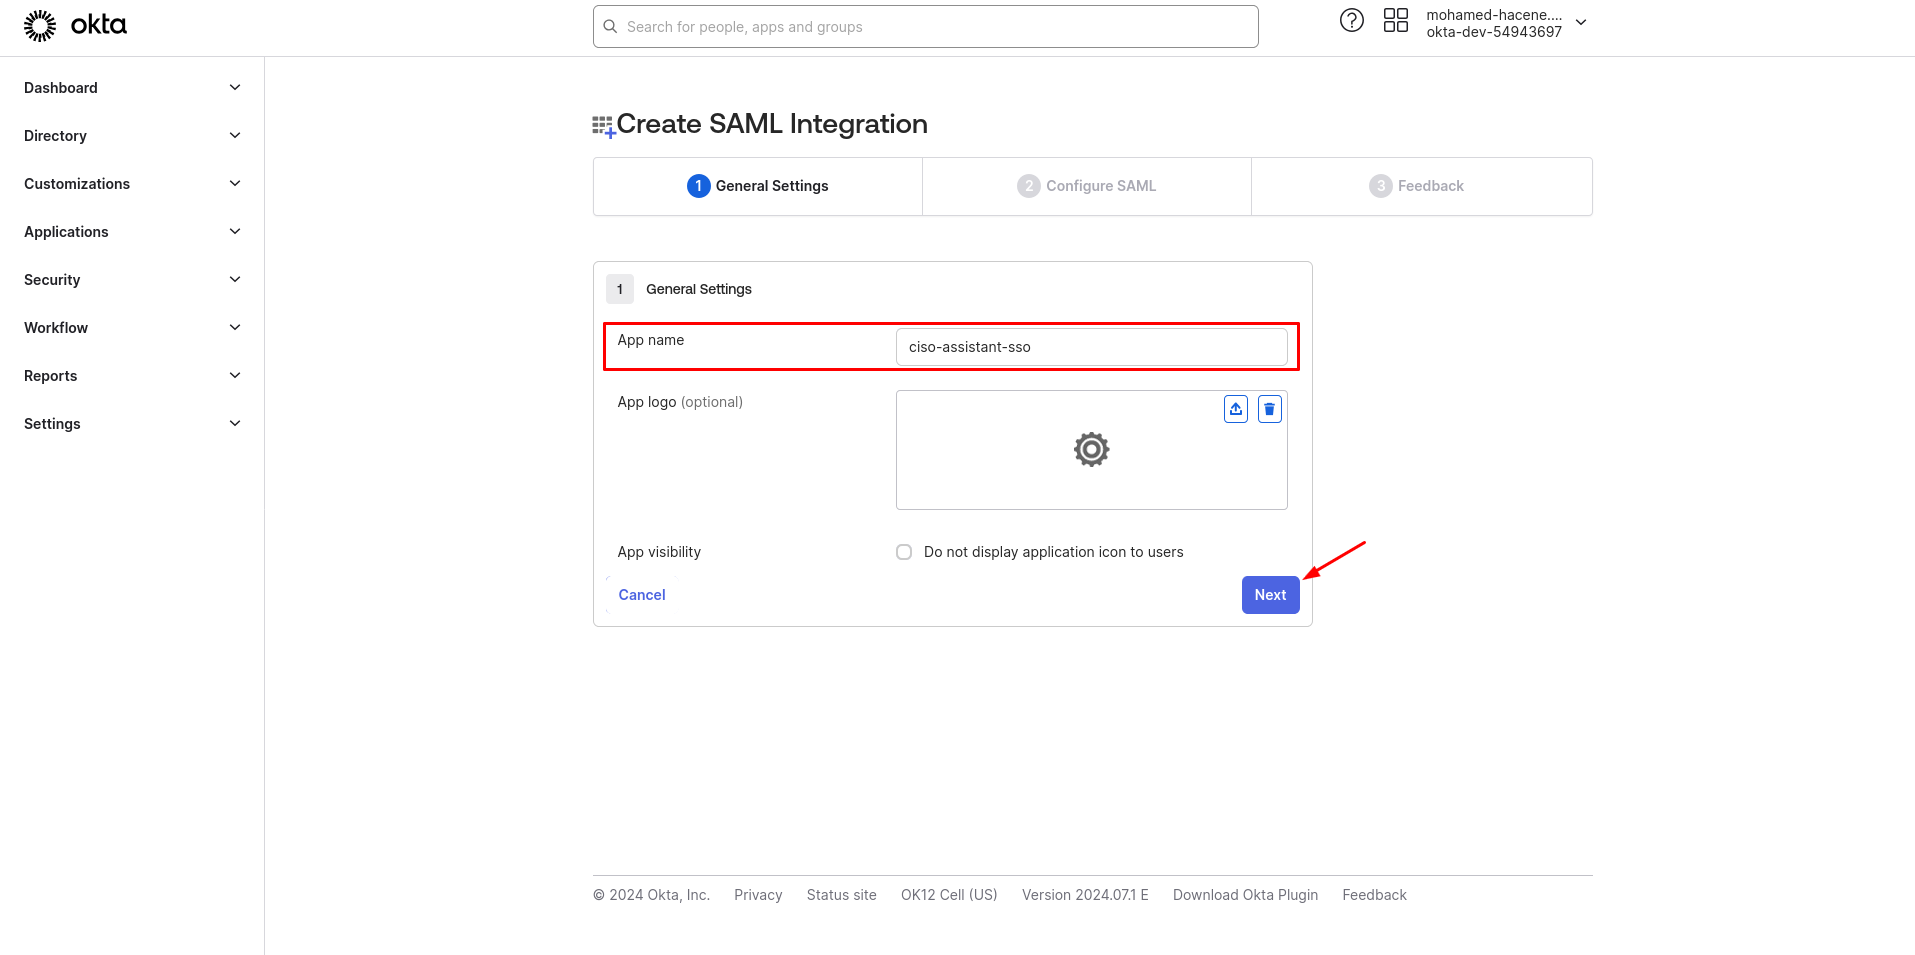 okta
Search for people, apps and groups
mohamed-hacene....
okta-dev-54943697
Dashboard
Directory
Customizations
Applications
Security
Workflow
Reports
Settings
Create SAML Integration
1 General Settings
2 Configure SAML
3 Feedback
1 General Settings
App name
ciso-assistant-sso
App logo (optional)
App visibility
Do not display application icon to users
Cancel
Next
© 2024 Okta, Inc. Privacy Status site OK12 Cell (US) Version 2024.07.1 E Download Okta Plugin Feedback